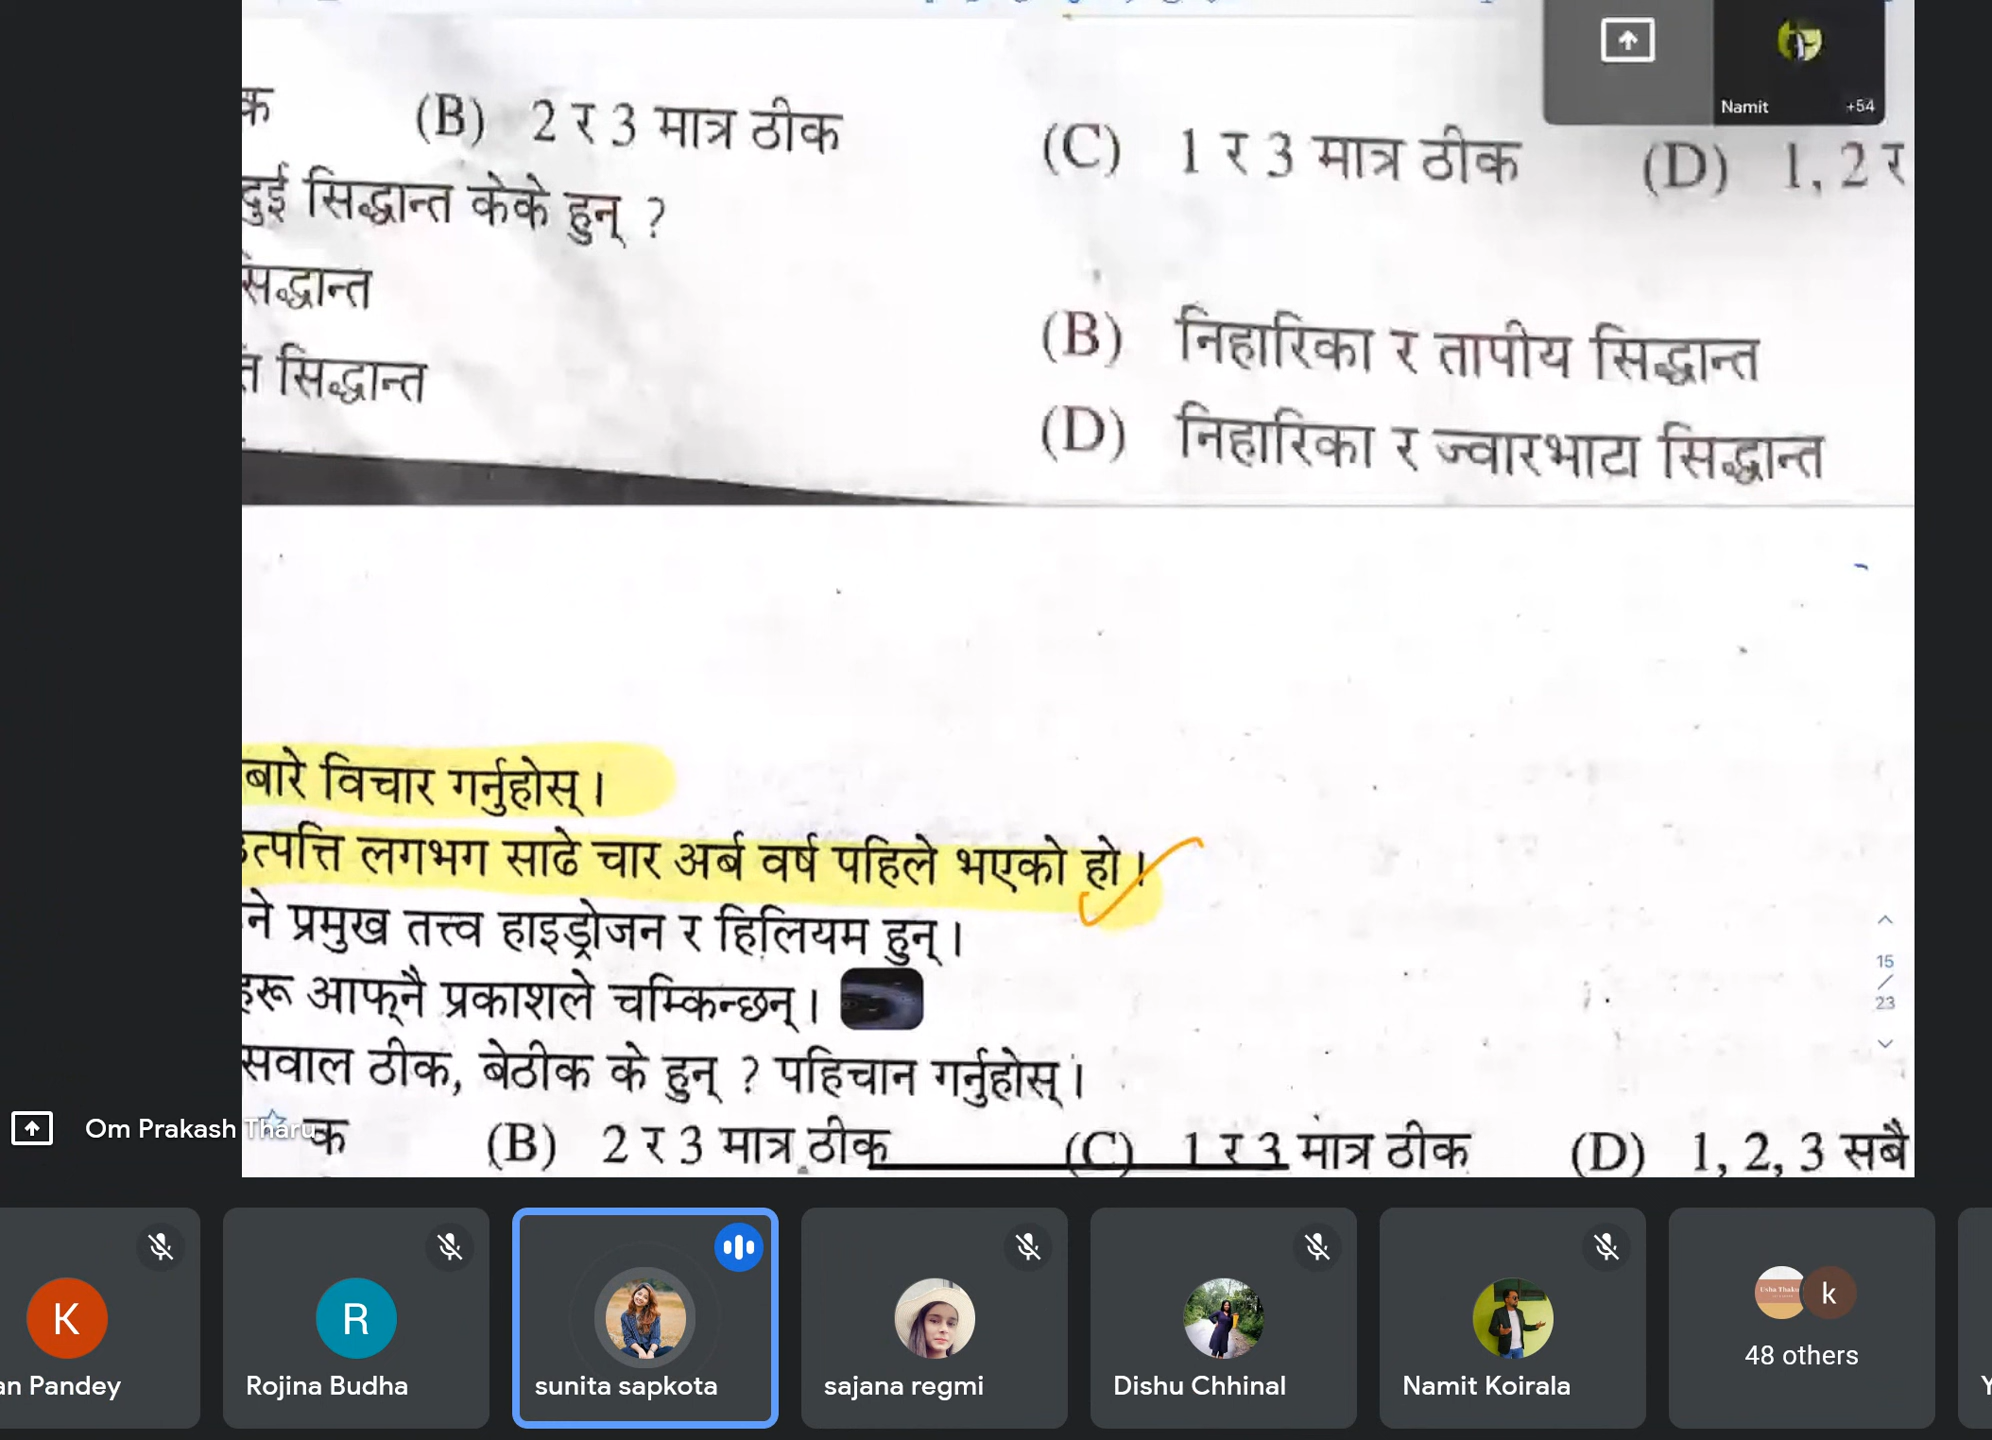 Namit +54
(B) 2 र 3 मात्र ठीक (C) 1 र 3 मात्र ठीक (D) 1, 2 र
दुई सिद्धान्त केके हुन् ?
सिद्धान्त
(B) निहारिका र तापीय सिद्धान्त
सिद्धान्त
(D) निहारिका र ज्वारभाटा सिद्धान्त
बारे विचार गर्नुहोस् ।
लगभग साढे चार अर्ब वर्ष पहिले भएको हो ।
ने प्रमुख तत्त्व हाइड्रोजन र हिलियम हुन् ।
हरू आफ्नै प्रकाशले चम्किन्छन् ।
सवाल ठीक, बेठीक के हुन् ? पहिचान गर्नुहोस् ।
क (B) 2 र 3 मात्र ठीक (C) 1 र 3 मात्र ठीक (D) 1, 2, 3 सबै
15
/
23
Om Prakash Tharu
K
an Pandey
R
Rojina Budha
sunita sapkota
sajana regmi
Dishu Chhinal
Namit Koirala
k
48 others
Y